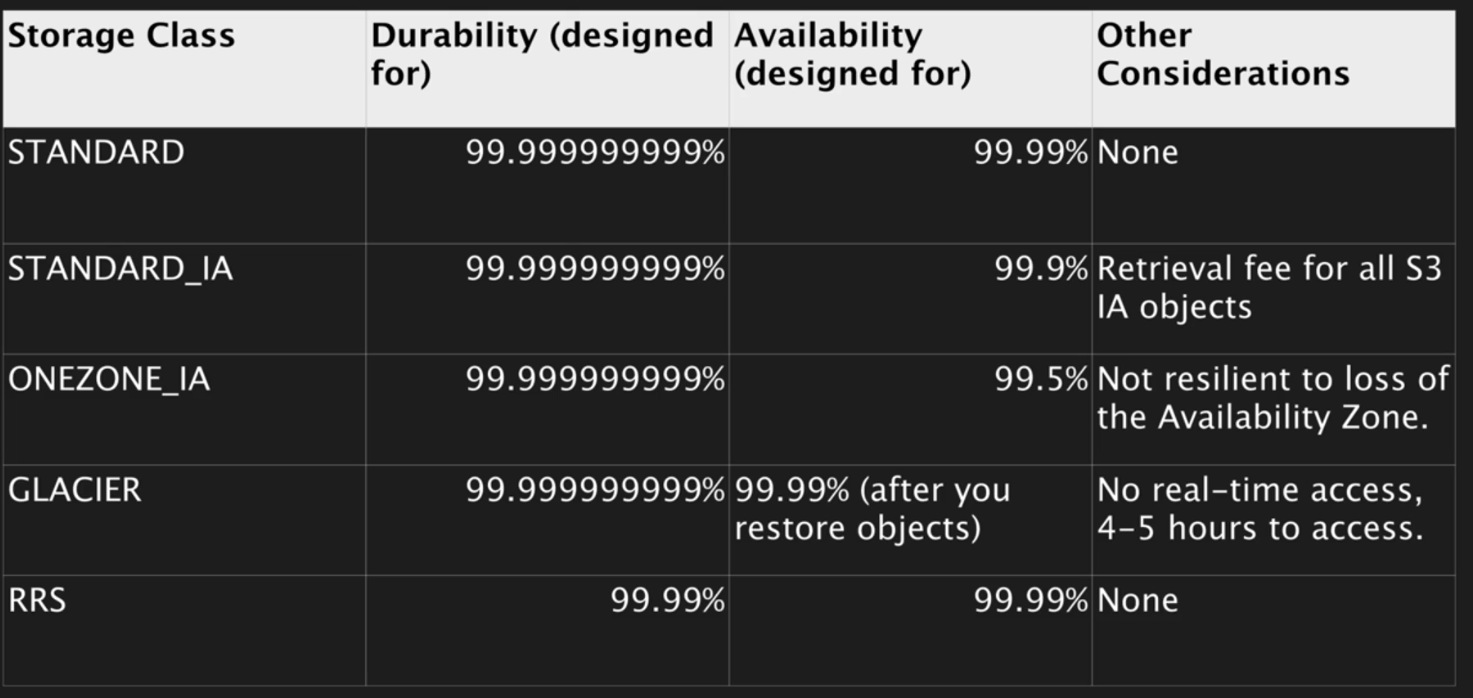 Storage Class Durability (designed for) Availability (designed for) Other Considerations
STANDARD 99.999999999% 99.99% None
STANDARD_IA 99.999999999% 99.9% Retrieval fee for all S3 IA objects
ONEZONE_IA 99.999999999% 99.5% Not resilient to loss of the Availability Zone.
GLACIER 99.999999999% 99.99% (after you restore objects) No real-time access, 4-5 hours to access.
RRS 99.99% 99.99% None